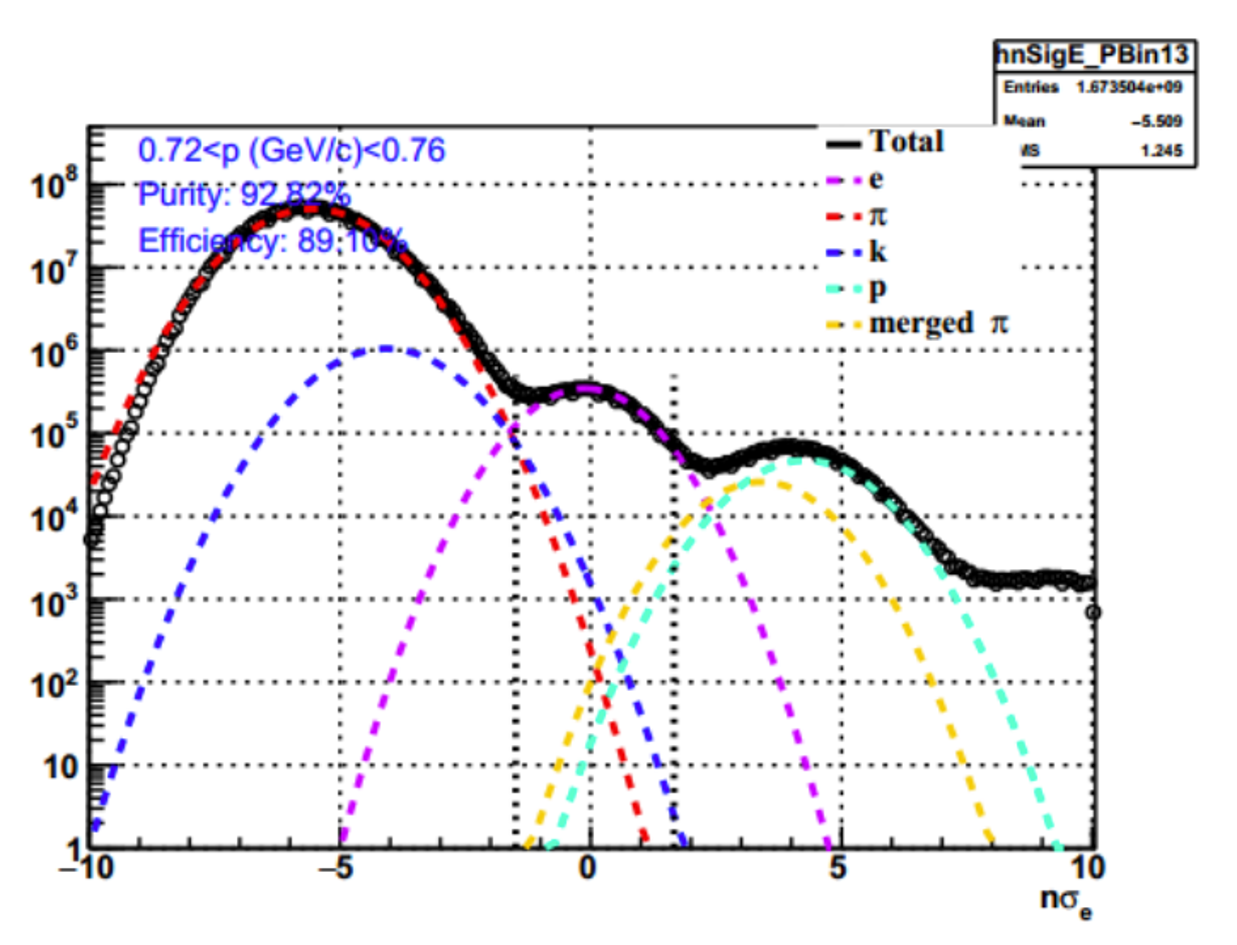 hnSigE_PBin13
Entries 1.673504e+09
Mean −5.509
MS 1.245
0.72<p (GeV/c)<0.76
Purity: 92.82%
Efficiency: 89.10%
Total
e
π
k
p
merged π
10⁸
10⁷
10⁶
10⁵
10⁴
10³
10²
10
1
−10 −5 0 5 10
nσₑ